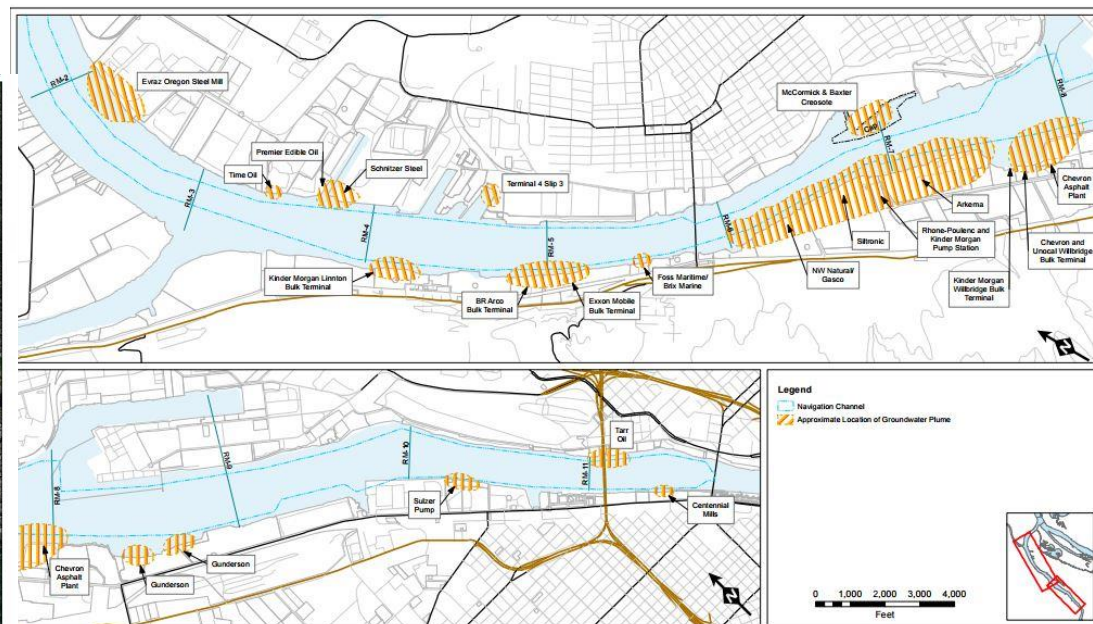 RM-2
Evraz Oregon Steel Mill
RM-3
Time Oil
Premier Edible Oil
Schnitzer Steel
RM-4
Kinder Morgan Linnton
Bulk Terminal
Terminal 4 Slip 3
RM-5
BR Arco
Bulk Terminal
Exxon Mobile
Bulk Terminal
Foss Maritime/
Brix Marine
RM-6
McCormick & Baxter
Creosote
Cap
RM-7
NW Natural/
Gasco
Siltronic
Rhone-Poulenc and
Kinder Morgan
Pump Station
Arkema
RM-8
Kinder Morgan
Willbridge Bulk
Terminal
Chevron and
Unocal Willbridge
Bulk Terminal
Chevron
Asphalt
Plant
N
RM-8
Chevron
Asphalt
Plant
Gunderson
Gunderson
RM-9
RM-10
Sulzer
Pump
RM-11
Tarr
Oil
Centennial
Mills
N
Legend
Navigation Channel
Approximate Location of Groundwater Plume
0 1,000 2,000 3,000 4,000
Feet